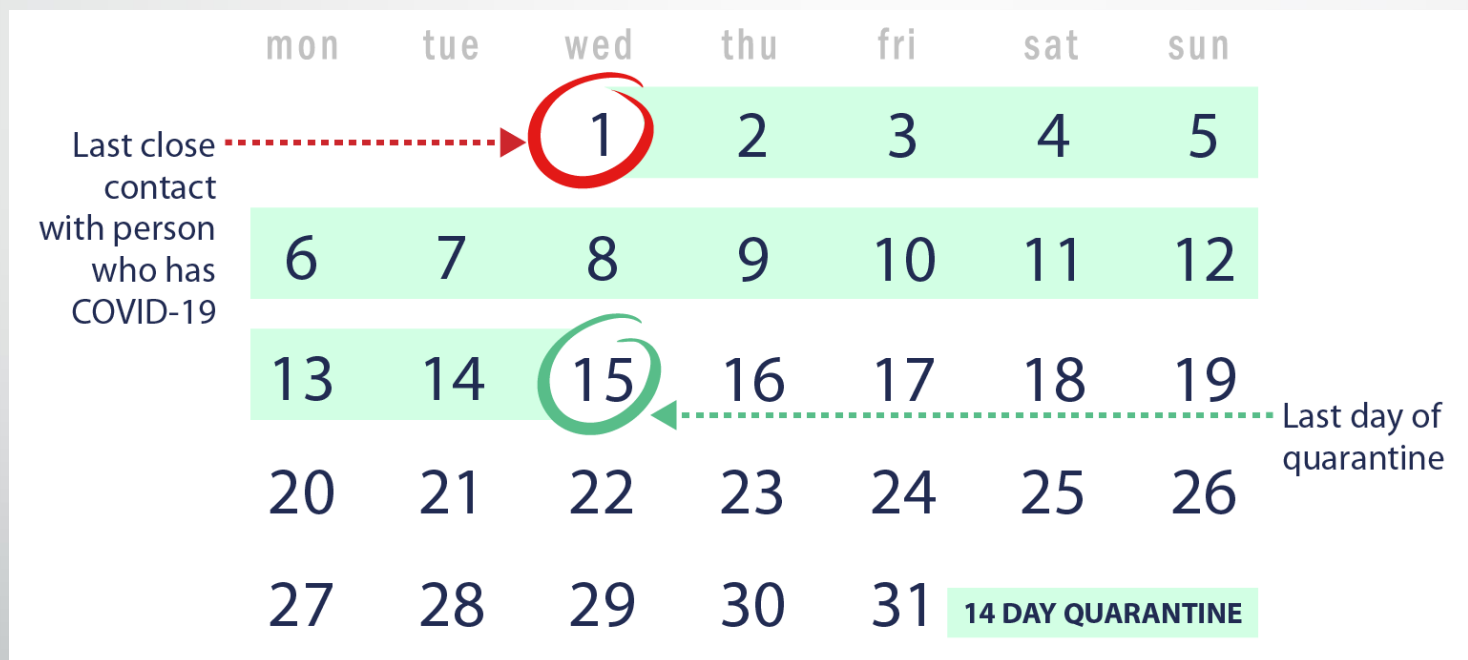 mon tue wed thu fri sat sun
1 2 3 4 5
Last close
contact
with person
who has
COVID-19
6 7 8 9 10 11 12
13 14 15 16 17 18 19
Last day of
quarantine
20 21 22 23 24 25 26
27 28 29 30 31
14 DAY QUARANTINE